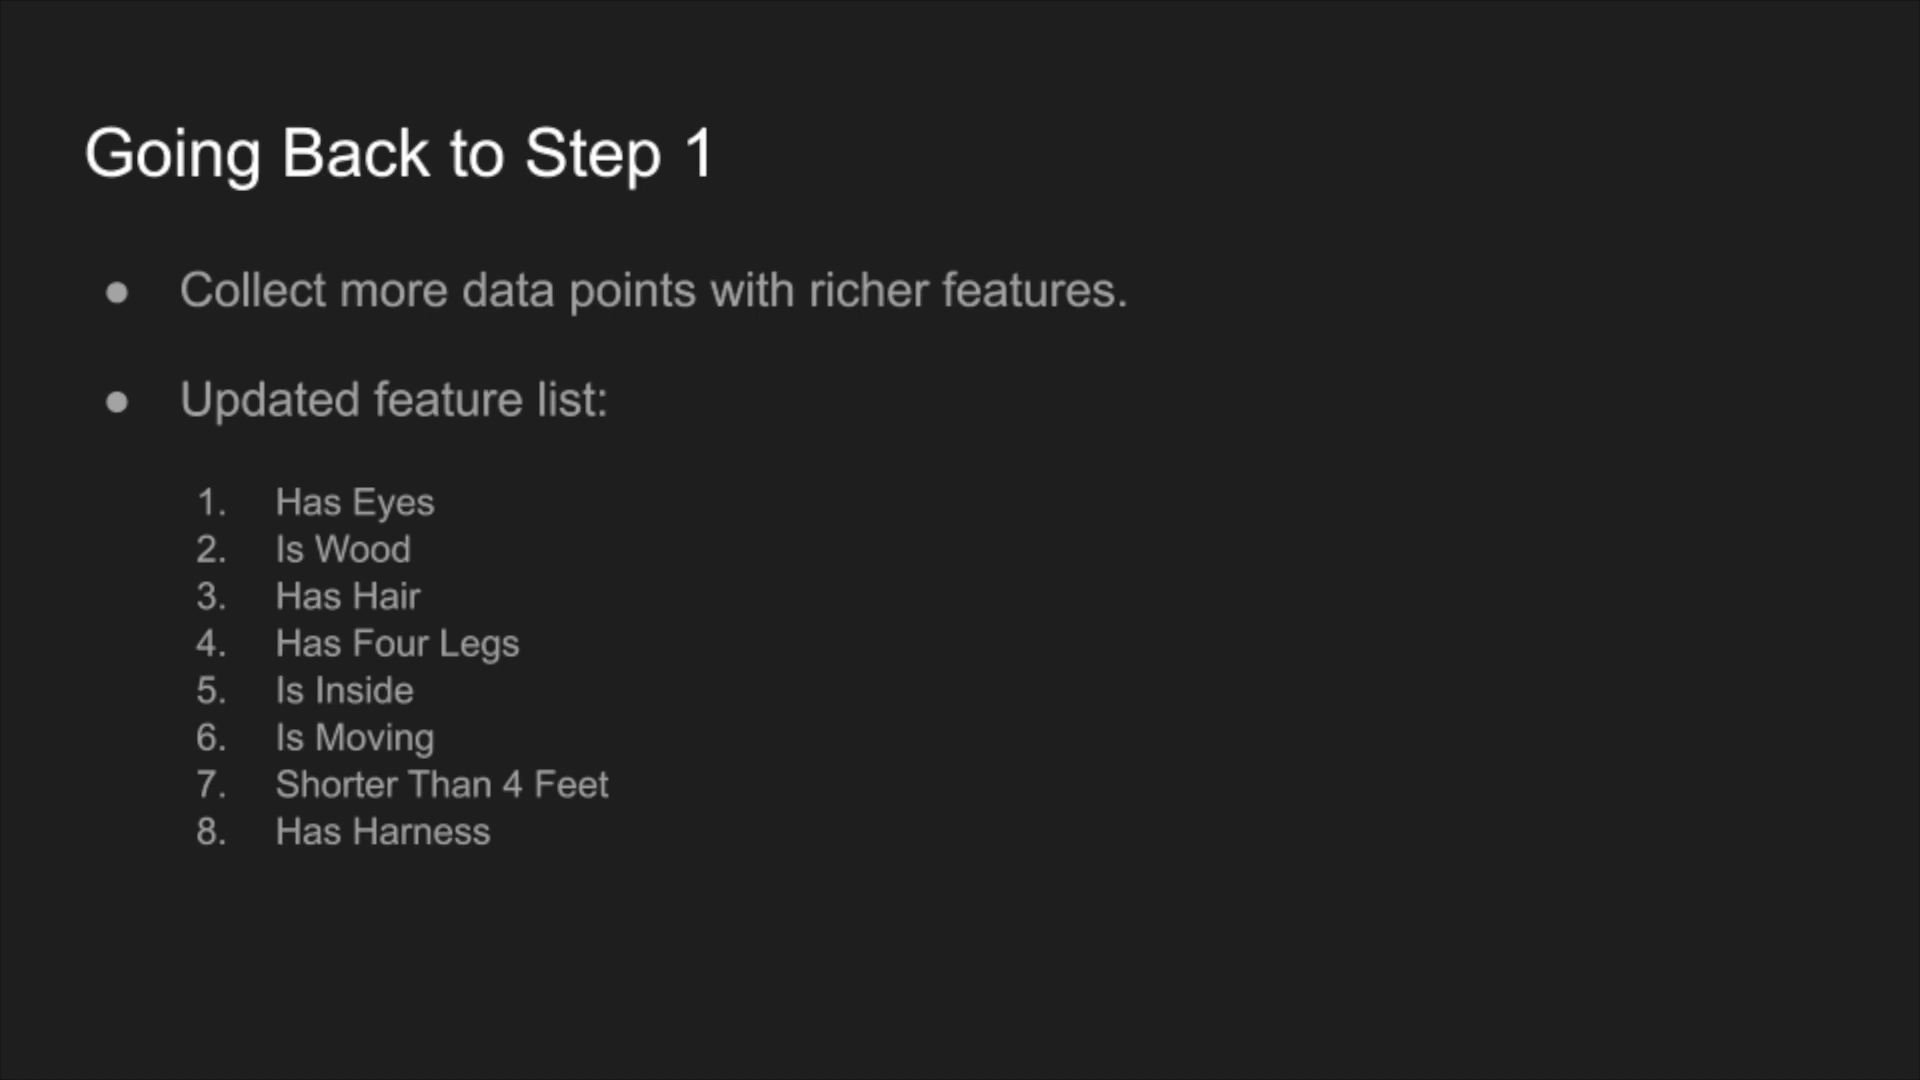 Going Back to Step 1
● Collect more data points with richer features.
● Updated feature list:
1. Has Eyes
2. Is Wood
3. Has Hair
4. Has Four Legs
5. Is Inside
6. Is Moving
7. Shorter Than 4 Feet
8. Has Harness